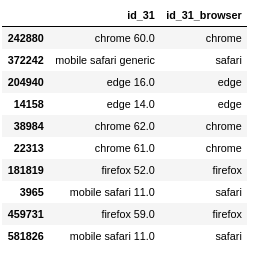 id_31 id_31_browser
242880 chrome 60.0 chrome
372242 mobile safari generic safari
204940 edge 16.0 edge
14158 edge 14.0 edge
38984 chrome 62.0 chrome
22313 chrome 61.0 chrome
181819 firefox 52.0 firefox
3965 mobile safari 11.0 safari
459731 firefox 59.0 firefox
581826 mobile safari 11.0 safari